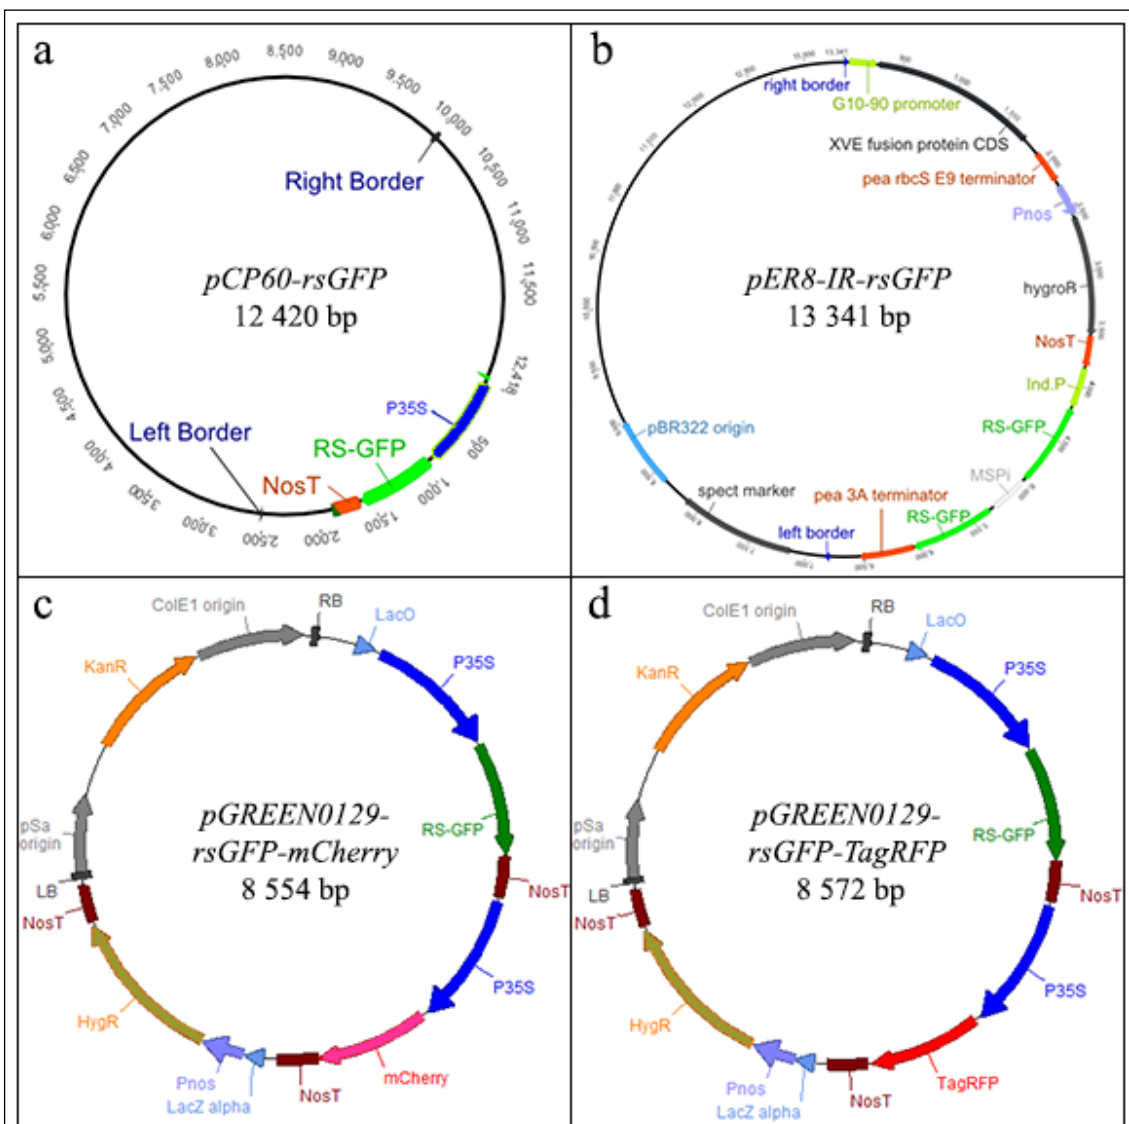 a
8,500
9,000
9,500
10,000
10,500
11,000
11,500
12,418
500
1,000
1,500
2,000
2,500
3,000
3,500
4,000
4,500
5,000
5,500
6,000
6,500
7,000
7,500
8,000
Right Border
pCP60-rsGFP
12 420 bp
P35S
Left Border
RS-GFP
NosT
b
13,341
right border
G10-90 promoter
XVE fusion protein CDS
pea rbcS E9 terminator
Pnos
pER8-IR-rsGFP
13 341 bp
hygroR
NosT
Ind.P
RS-GFP
pBR322 origin
MSPi
spect marker
pea 3A terminator
RS-GFP
left border
c
ColE1 origin
RB
LacO
KanR
P35S
pGREEN0129-
rsGFP-mCherry
8 554 bp
pSa
origin
RS-GFP
LB
NosT
NosT
P35S
HygR
Pnos
mCherry
LacZ alpha
NosT
d
ColE1 origin
RB
LacO
KanR
P35S
pGREEN0129-
rsGFP-TagRFP
8 572 bp
pSa
origin
RS-GFP
LB
NosT
NosT
P35S
HygR
Pnos
TagRFP
LacZ alpha
NosT